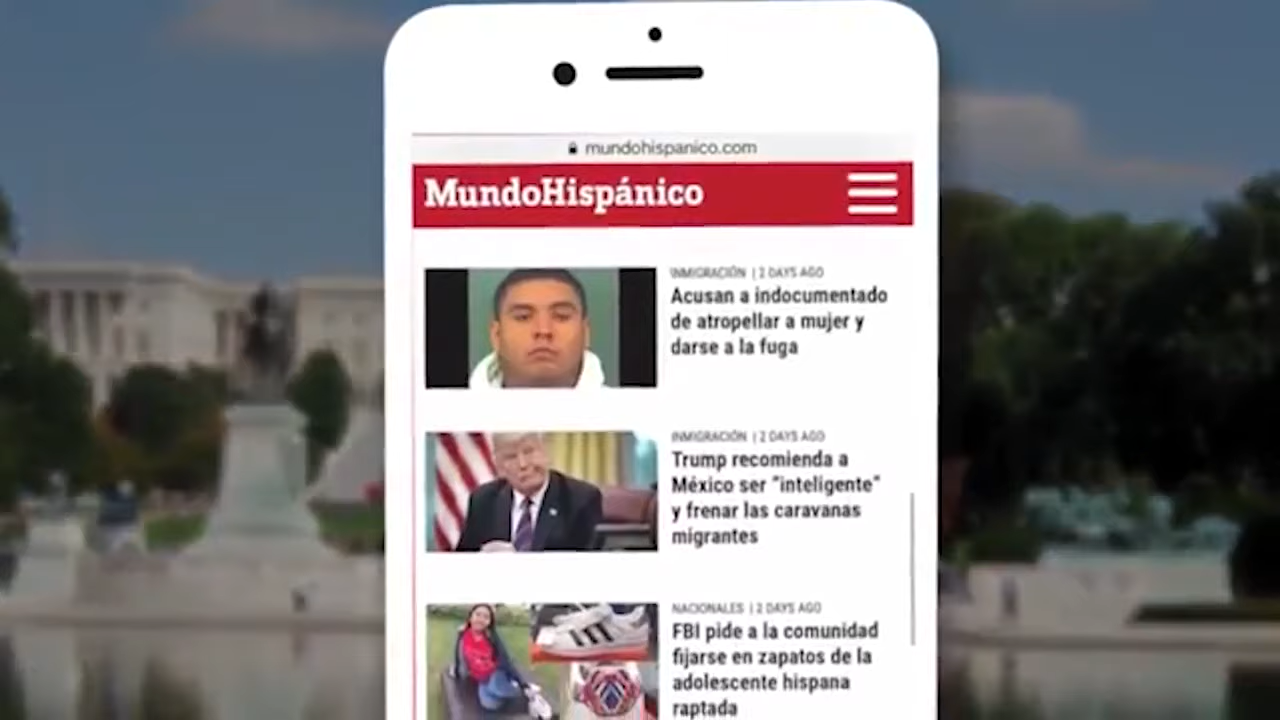 mundohispanico.com
MundoHispánico
INMIGRACIÓN | 2 DAYS AGO
Acusan a indocumentado
de atropellar a mujer y
darse a la fuga
INMIGRACIÓN | 2 DAYS AGO
Trump recomienda a
México ser "inteligente"
y frenar las caravanas
migrantes
NACIONALES | 2 DAYS AGO
FBI pide a la comunidad
fijarse en zapatos de la
adolescente hispana
raptada